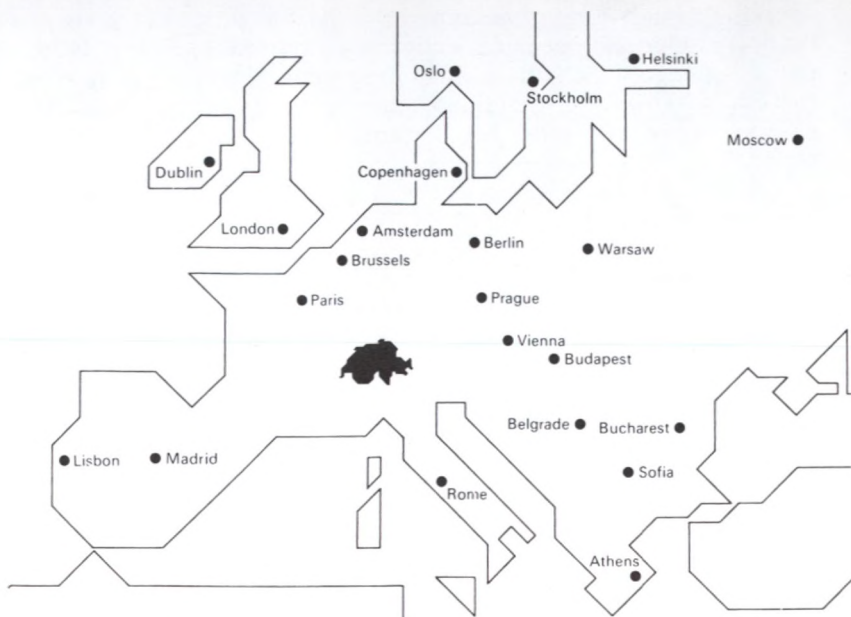 Helsinki
Oslo
Stockholm
Moscow
Dublin
Copenhagen
London
Amsterdam
Berlin
Warsaw
Brussels
Paris
Prague
Vienna
Budapest
Belgrade
Bucharest
Lisbon
Madrid
Sofia
Rome
Athens